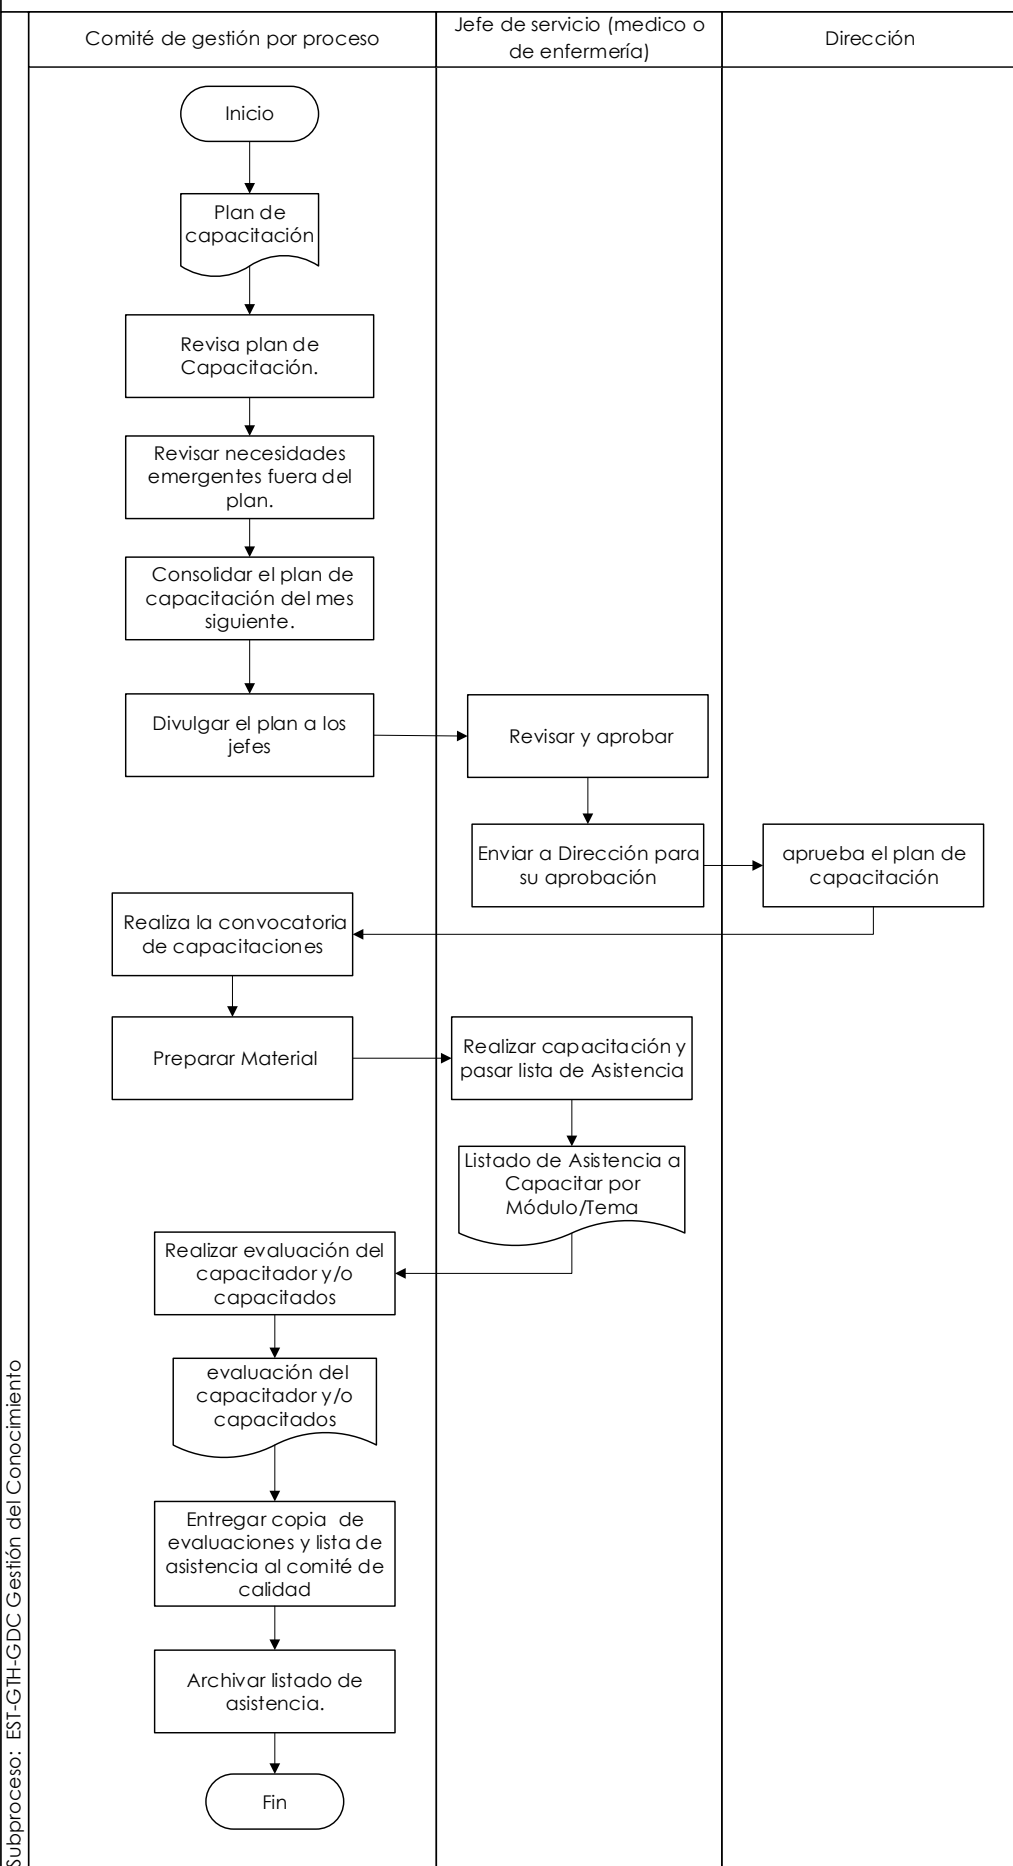 Comité de gestión por proceso
Jefe de servicio (medico o
de enfermería)
Dirección
Inicio
Plan de
capacitación
Revisa plan de
Capacitación.
Revisar necesidades
emergentes fuera del
plan.
Consolidar el plan de
capacitación del mes
siguiente.
Divulgar el plan a los
jefes
Revisar y aprobar
Enviar a Dirección para
su aprobación
aprueba el plan de
capacitación
Realiza la convocatoria
de capacitaciones
Preparar Material
Realizar capacitación y
pasar lista de Asistencia
Listado de Asistencia a
Capacitar por
Módulo/Tema
Realizar evaluación del
capacitador y/o
capacitados
evaluación del
capacitador y/o
capacitados
Entregar copia de
evaluaciones y lista de
asistencia al comité de
calidad
Archivar listado de
asistencia.
Fin
Subproceso: EST-GTH-GDC Gestión del Conocimiento